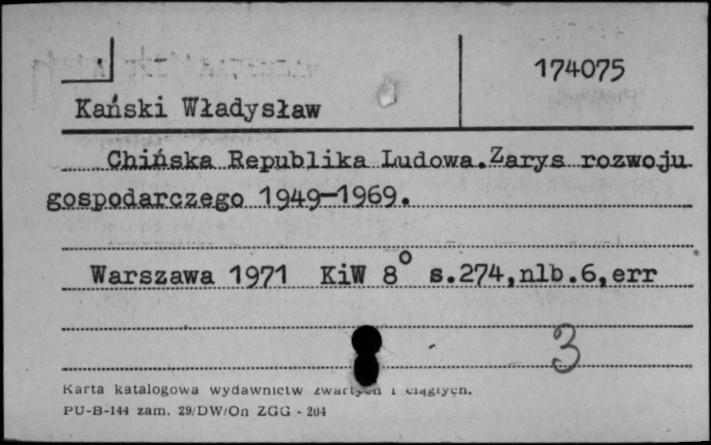 174075
Kański Władysław
Chińska Republika Ludowa.Zarys rozwoju
gospodarczego 1949-1969.
Warszawa 1971 KiW 8° s.274,nlb.6,err
3
Karta katalogowa wydawnictw zwartych i ciągłych.
PU-B-144 zam. 29/DW/On ZGG - 204